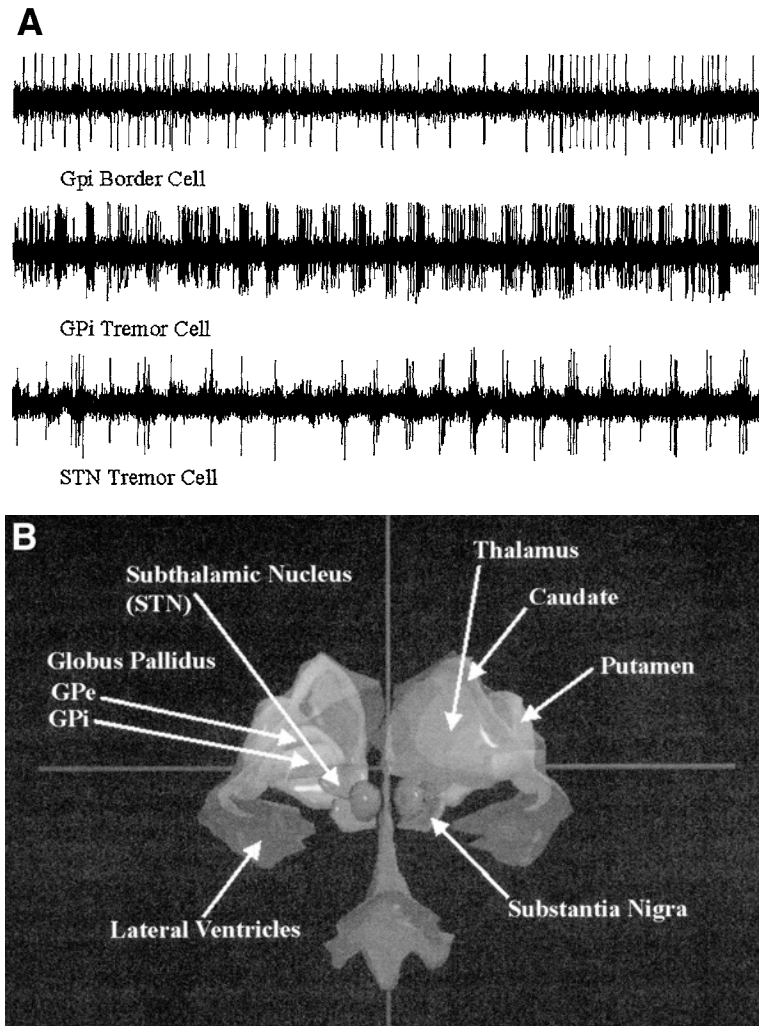 A
Gpi Border Cell
GPi Tremor Cell
STN Tremor Cell
B
Thalamus
Subthalamic Nucleus
(STN)
Caudate
Globus Pallidus
GPe
GPi
Putamen
Lateral Ventricles
Substantia Nigra